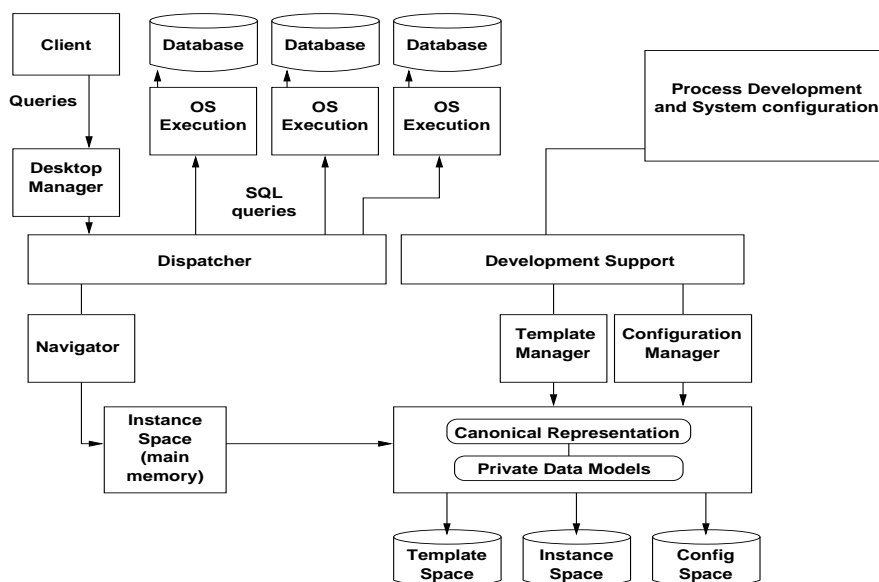 Client
Database
Database
Database
Queries
OS
Execution
OS
Execution
OS
Execution
Process Development
and System configuration
Desktop
Manager
SQL
queries
Dispatcher
Development Support
Navigator
Template
Manager
Configuration
Manager
Instance
Space
(main
memory)
Canonical Representation
Private Data Models
Template
Space
Instance
Space
Config
Space